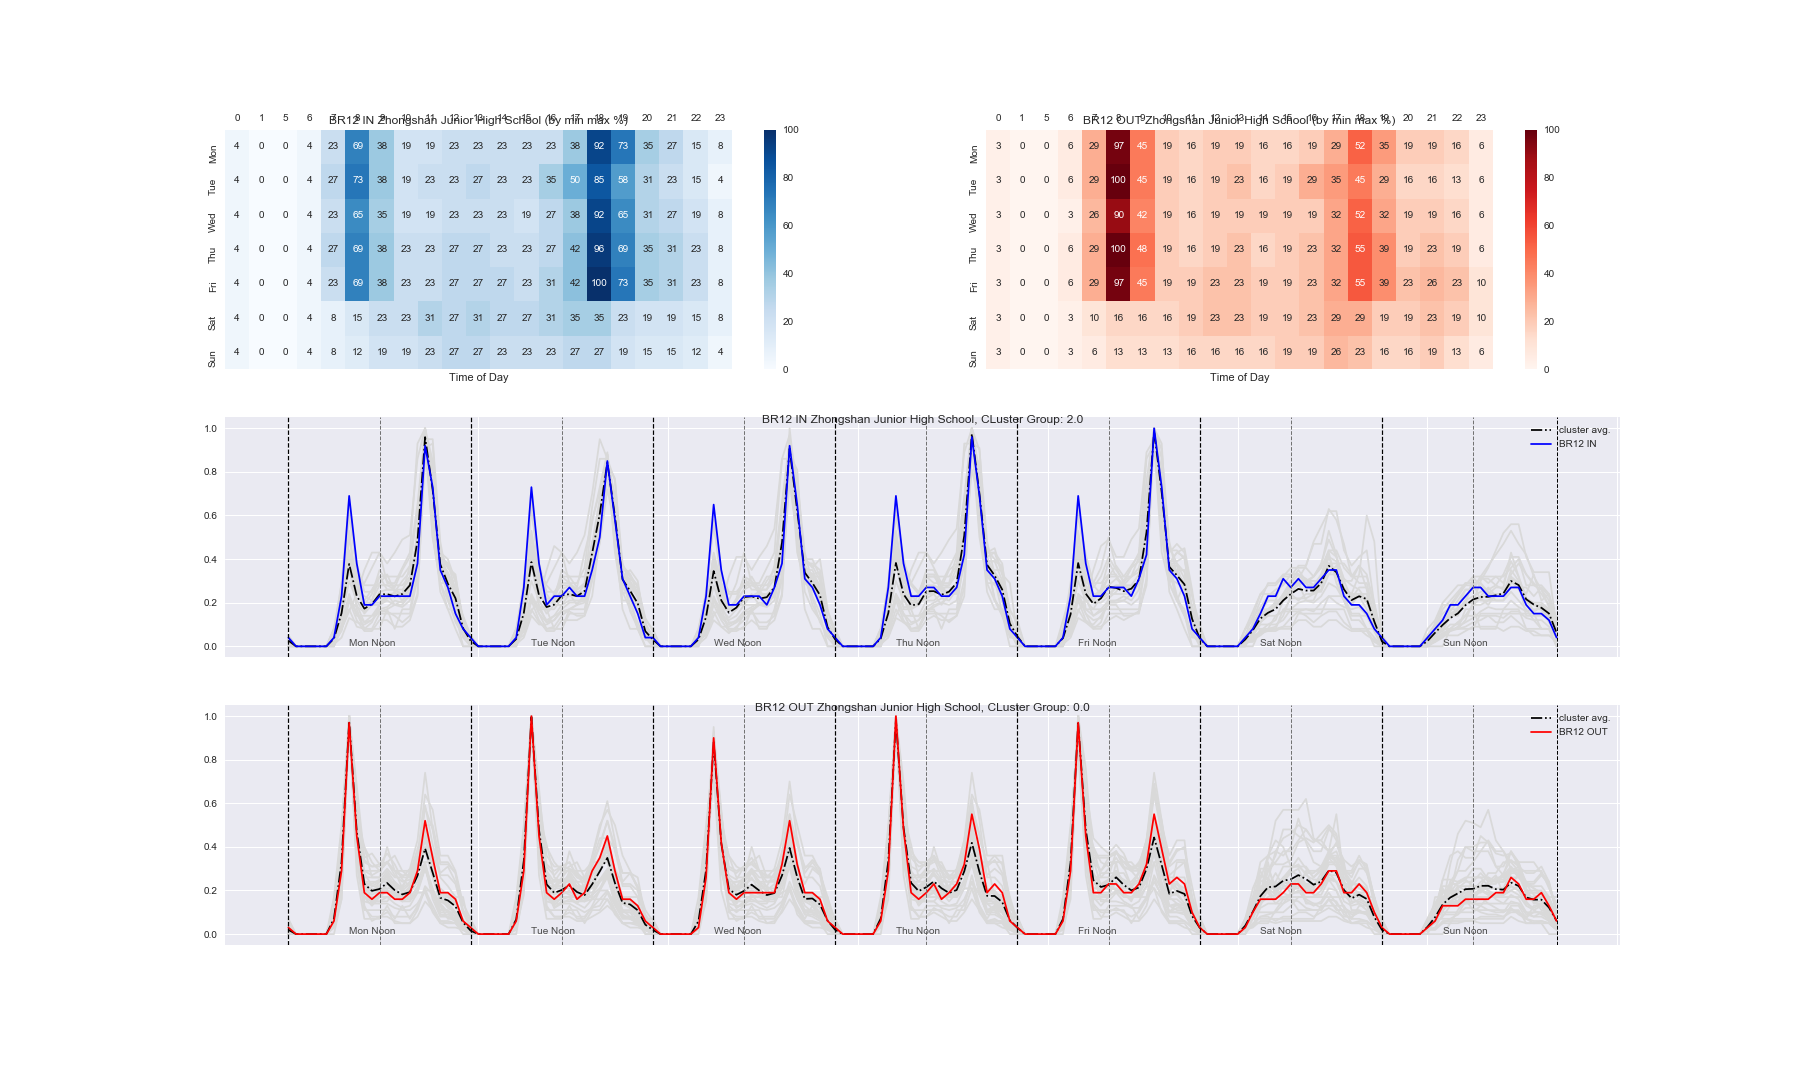 BR12 IN Zhongshan Junior High School (by min max %)
0 1 5 6 7 8 9 10 11 12 13 14 15 16 17 18 19 20 21 22 23
Mon 4 0 0 4 23 69 38 19 19 23 23 23 23 23 38 92 73 35 27 15 8
Tue 4 0 0 4 27 73 38 19 23 23 27 23 23 35 50 85 58 31 23 15 4
Wed 4 0 0 4 23 65 35 19 19 23 23 23 19 27 38 92 65 31 27 19 8
Thu 4 0 0 4 27 69 38 23 23 27 27 23 23 27 42 96 69 35 31 23 8
Fri 4 0 0 4 23 69 38 23 23 27 27 27 23 31 42 100 73 35 31 23 8
Sat 4 0 0 4 8 15 23 23 31 27 31 27 27 31 35 35 23 19 19 15 8
Sun 4 0 0 4 8 12 19 19 23 27 27 23 23 23 27 27 19 15 15 12 4
Time of Day
100
80
60
40
20
0
BR12 OUT Zhongshan Junior High School (by min max %)
0 1 5 6 7 8 9 10 11 12 13 14 15 16 17 18 19 20 21 22 23
Mon 3 0 0 6 29 97 45 19 16 19 19 16 16 19 29 52 35 19 19 16 6
Tue 3 0 0 6 29 100 45 19 16 19 23 16 19 29 35 45 29 16 16 13 6
Wed 3 0 0 3 26 90 42 19 16 19 19 19 19 19 32 52 32 19 19 16 6
Thu 3 0 0 6 29 100 48 19 16 19 23 16 19 23 32 55 39 19 23 19 6
Fri 3 0 0 6 29 97 45 19 19 23 23 19 19 23 32 55 39 23 26 23 10
Sat 3 0 0 3 10 16 16 16 19 23 23 19 19 23 29 29 19 19 23 19 10
Sun 3 0 0 3 6 13 13 13 16 16 16 16 19 19 26 23 16 16 19 13 6
Time of Day
100
80
60
40
20
0
BR12 IN Zhongshan Junior High School, CLuster Group: 2.0
cluster avg.
BR12 IN
1.0
0.8
0.6
0.4
0.2
0.0
Mon Noon Tue Noon Wed Noon Thu Noon Fri Noon Sat Noon Sun Noon
BR12 OUT Zhongshan Junior High School, CLuster Group: 0.0
cluster avg.
BR12 OUT
1.0
0.8
0.6
0.4
0.2
0.0
Mon Noon Tue Noon Wed Noon Thu Noon Fri Noon Sat Noon Sun Noon